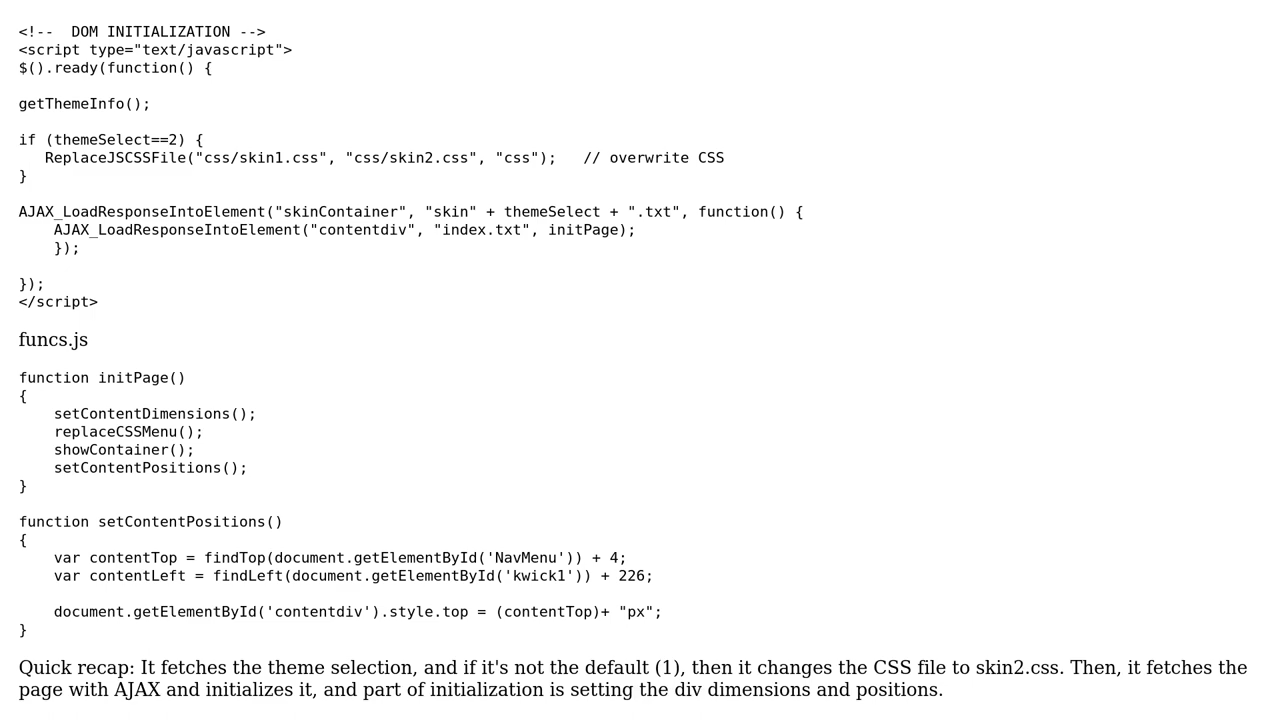 <!--  DOM INITIALIZATION -->
<script type="text/javascript">
$().ready(function() {

getThemeInfo();

if (themeSelect==2) {
   ReplaceJSCSSFile("css/skin1.css", "css/skin2.css", "css");   // overwrite CSS
}

AJAX_LoadResponseIntoElement("skinContainer", "skin" + themeSelect + ".txt", function() {
    AJAX_LoadResponseIntoElement("contentdiv", "index.txt", initPage);
    });

});
</script>
funcs.js
function initPage()
{
    setContentDimensions();
    replaceCSSMenu();
    showContainer();
    setContentPositions();
}

function setContentPositions()
{
    var contentTop = findTop(document.getElementById('NavMenu')) + 4;
    var contentLeft = findLeft(document.getElementById('kwick1')) + 226;

    document.getElementById('contentdiv').style.top = (contentTop)+ "px";
}
Quick recap: It fetches the theme selection, and if it's not the default (1), then it changes the CSS file to skin2.css. Then, it fetches the
page with AJAX and initializes it, and part of initialization is setting the div dimensions and positions.